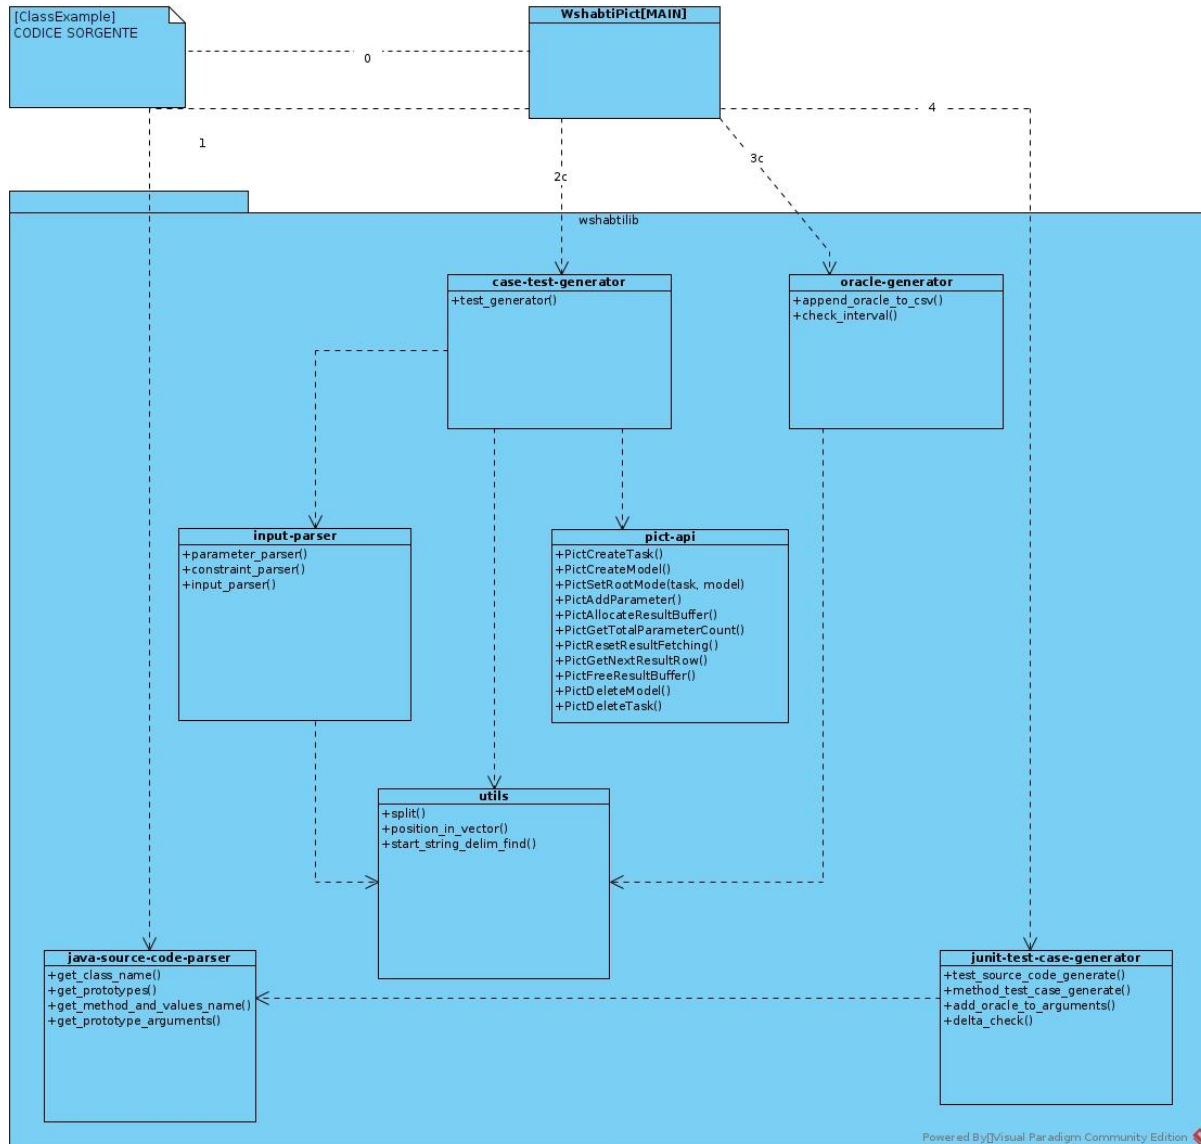 [ClassExample]
CODICE SORGENTE
WshabtiPict[MAIN]
0
1
2c
3c
4
wshabtilib
case-test-generator
+test_generator()
oracle-generator
+append_oracle_to_csv()
+check_interval()
input-parser
+parameter_parser()
+constraint_parser()
+input_parser()
pict-api
+PictCreateTask()
+PictCreateModel()
+PictSetRootMode(task, model)
+PictAddParameter()
+PictAllocateResultBuffer()
+PictGetTotalParameterCount()
+PictResetResultFetching()
+PictGetNextResultRow()
+PictFreeResultBuffer()
+PictDeleteModel()
+PictDeleteTask()
utils
+split()
+position_in_vector()
+start_string_delim_find()
java-source-code-parser
+get_class_name()
+get_prototypes()
+get_method_and_values_name()
+get_prototype_arguments()
junit-test-case-generator
+test_source_code_generate()
+method_test_case_generate()
+add_oracle_to_arguments()
+delta_check()
Powered By▯Visual Paradigm Community Edition